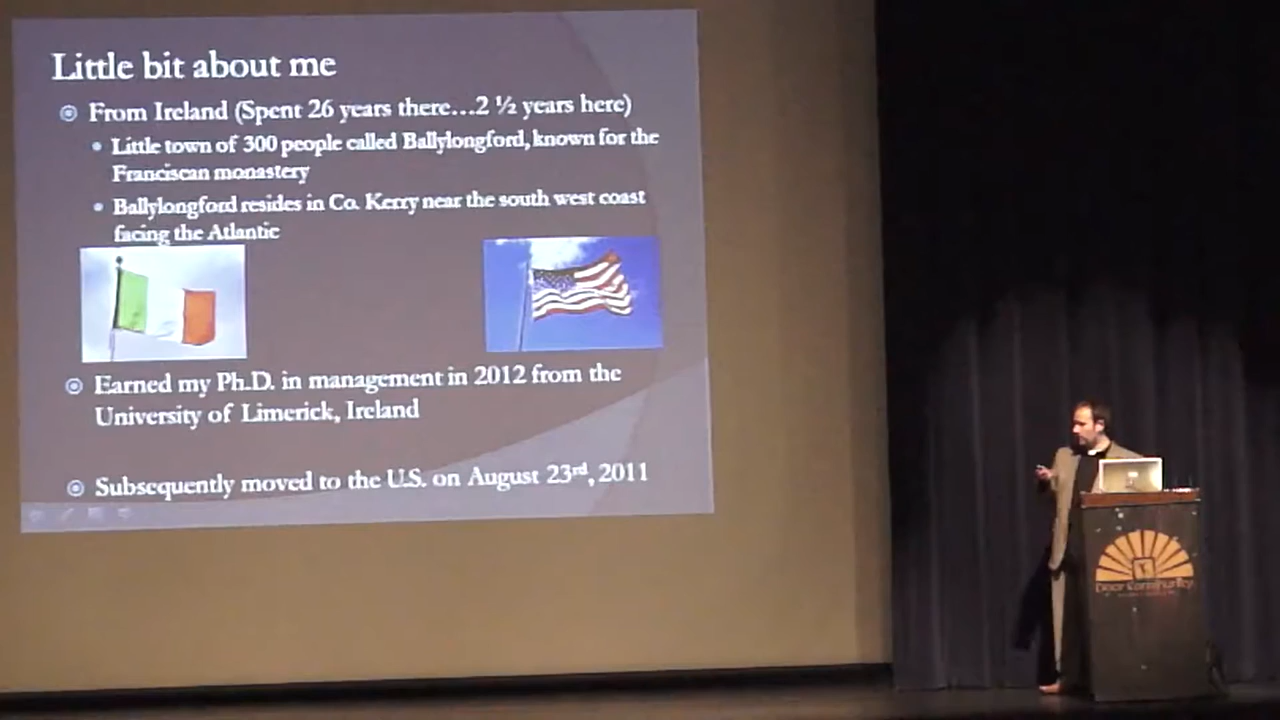 Little bit about me
From Ireland (Spent 26 years there...2 ½ years here)
Little town of 300 people called Ballylongford, known for the
Franciscan monastery
Ballylongford resides in Co. Kerry near the south west coast
facing the Atlantic
Earned my Ph.D. in management in 2012 from the
University of Limerick, Ireland
Subsequently moved to the U.S. on August 23rd, 2011
Door Community